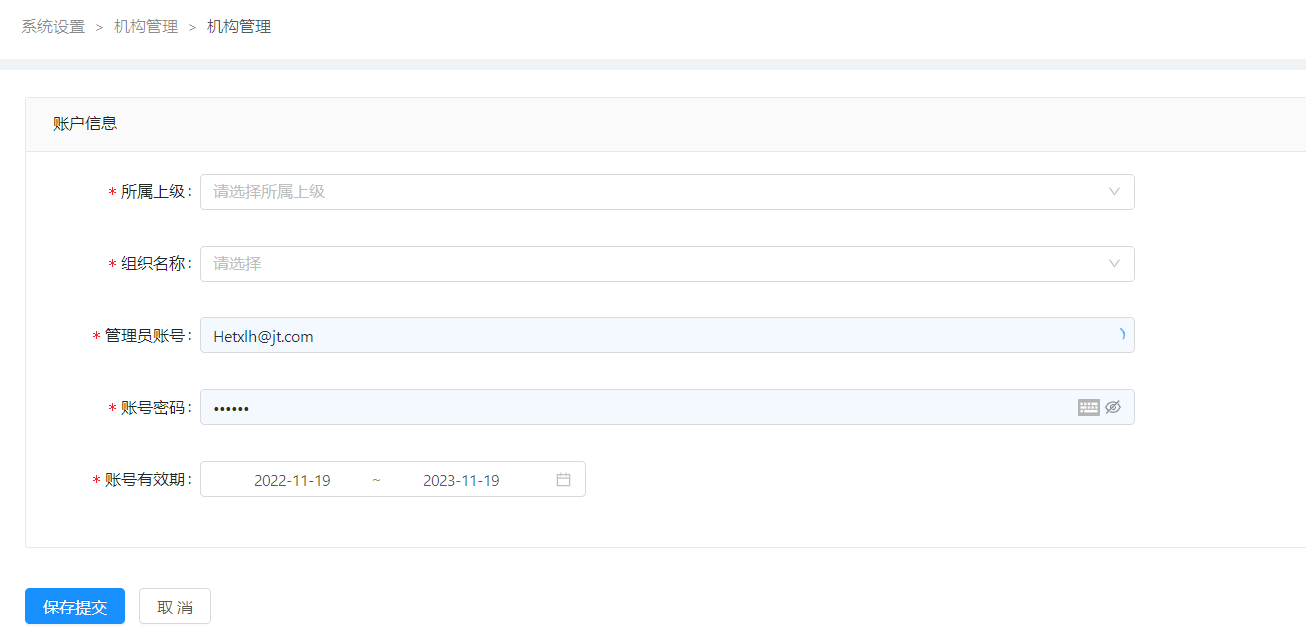 系统设置 > 机构管理 > 机构管理
账户信息
* 所属上级: 请选择所属上级
* 组织名称: 请选择
* 管理员账号: Hetxlh@jt.com
* 账号密码: ••••••
* 账号有效期: 2022-11-19 ~ 2023-11-19
保存提交 取 消